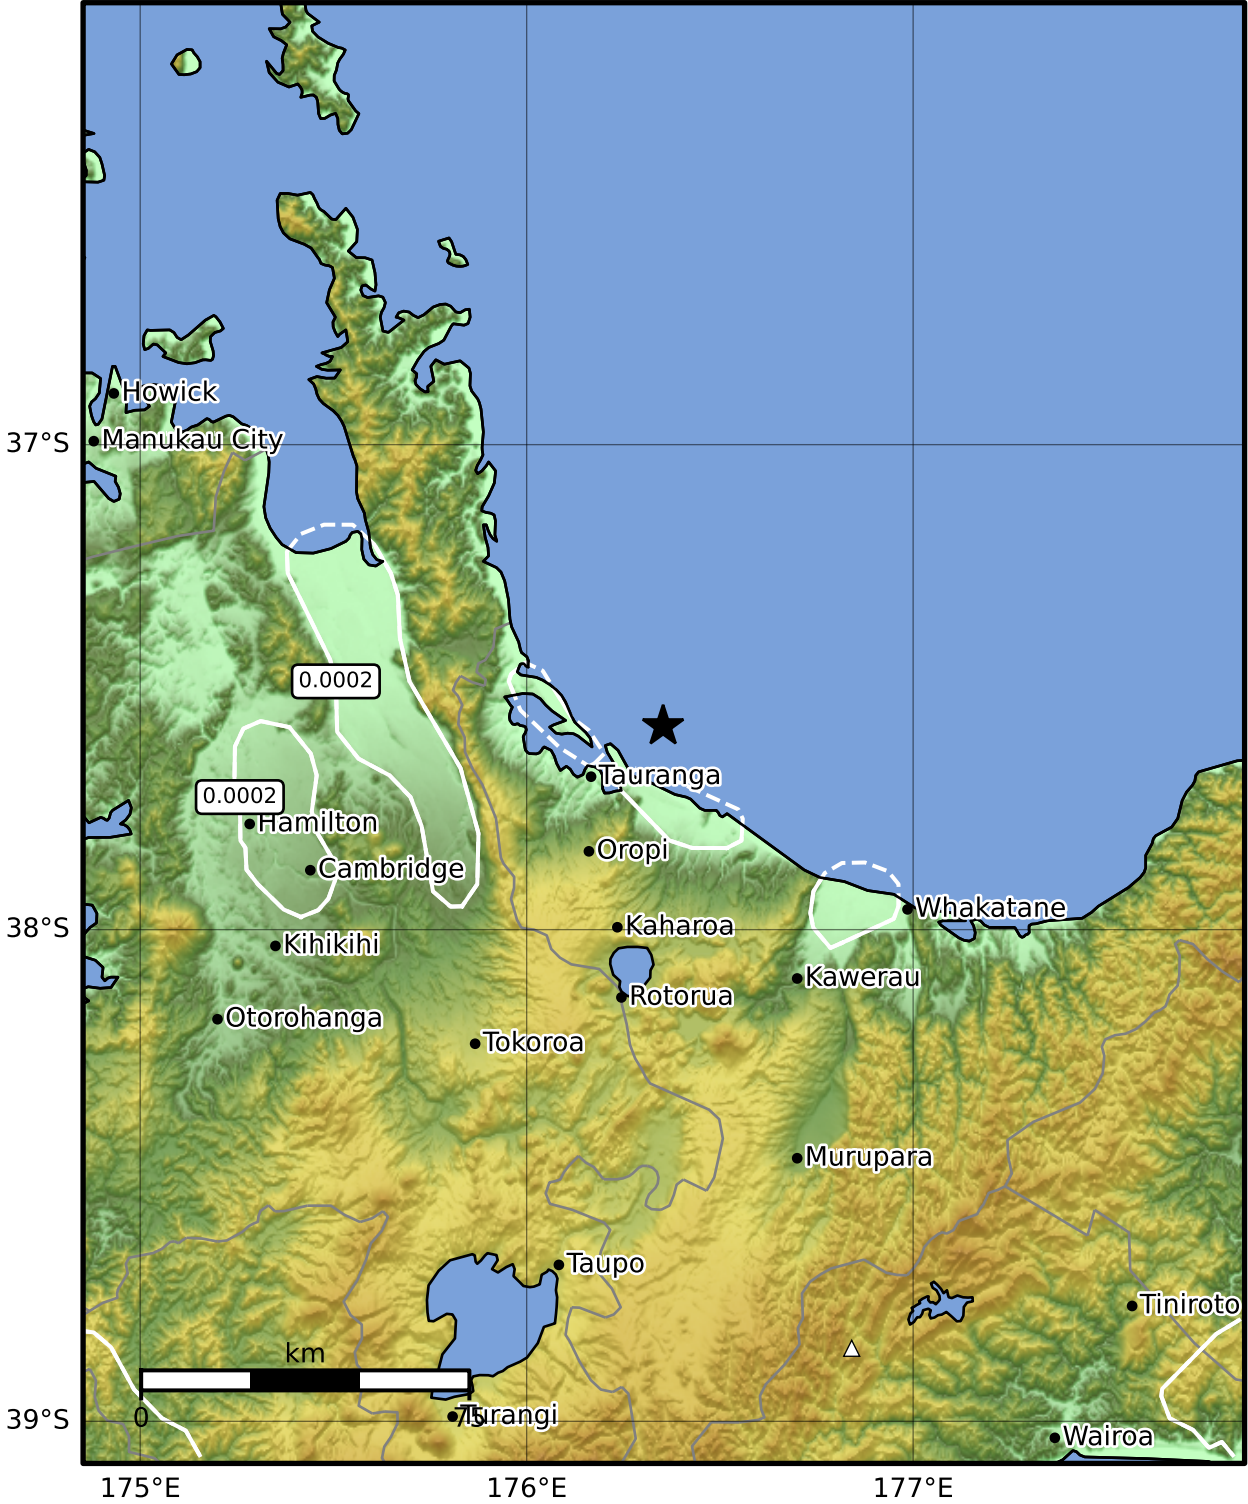 Howick
37°S
Manukau City
0.0002
Tauranga
0.0002
Hamilton
Oropi
Cambridge
Whakatane
38°S
Kaharoa
Kihikihi
Kawerau
Rotorua
Otorohanga
Tokoroa
Murupara
Taupo
Tiniroto
km
0
75
Turangi
39°S
Wairoa
175°E
176°E
177°E